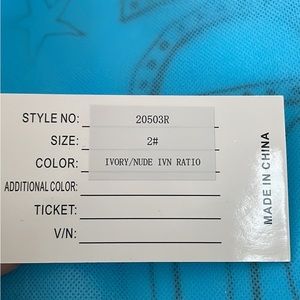 STYLE NO: 20503R
SIZE: 2#
COLOR: IVORY/NUDE IVN RATIO
ADDITIONAL COLOR:
TICKET:
V/N:
MADE IN CHINA